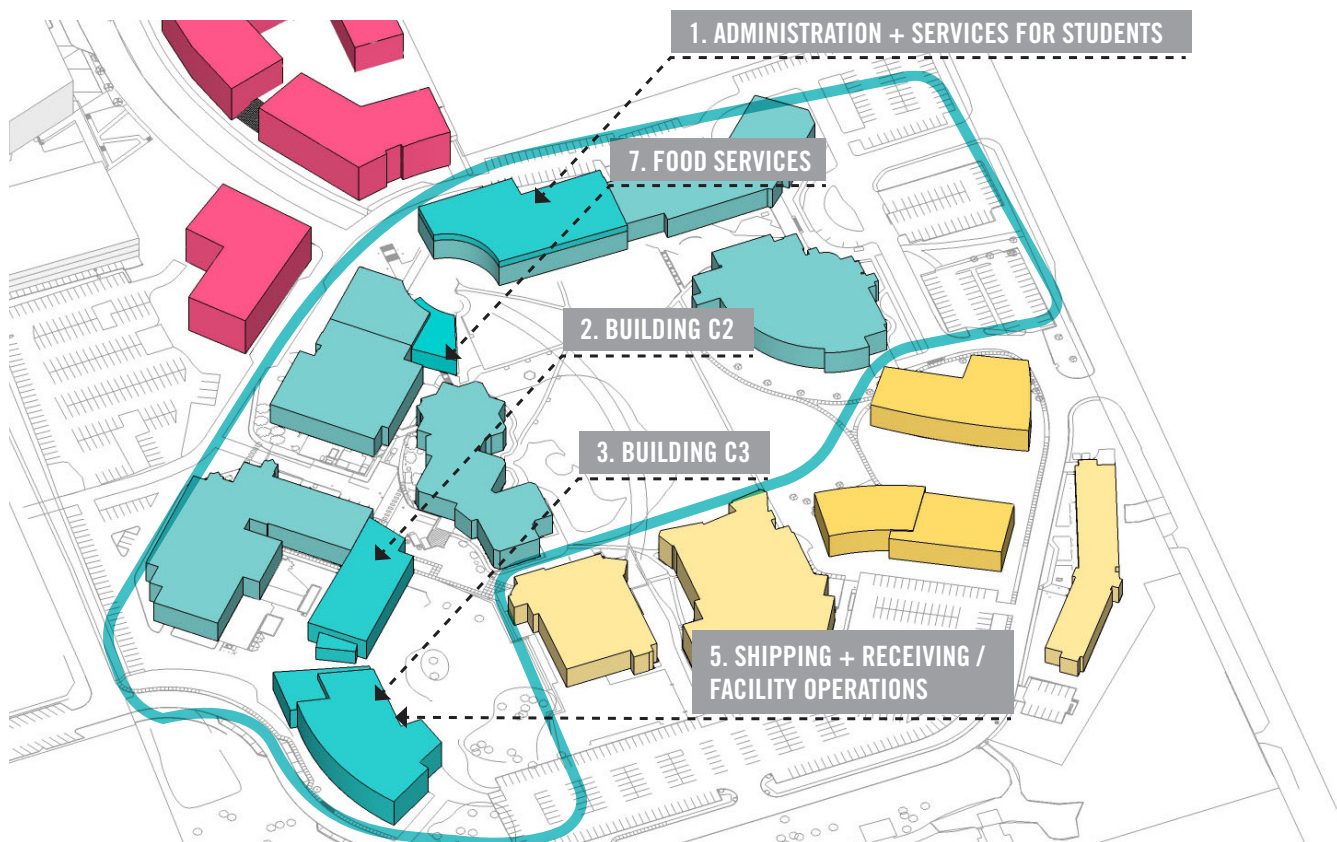 1. ADMINISTRATION + SERVICES FOR STUDENTS
7. FOOD SERVICES
2. BUILDING C2
3. BUILDING C3
5. SHIPPING + RECEIVING /
FACILITY OPERATIONS